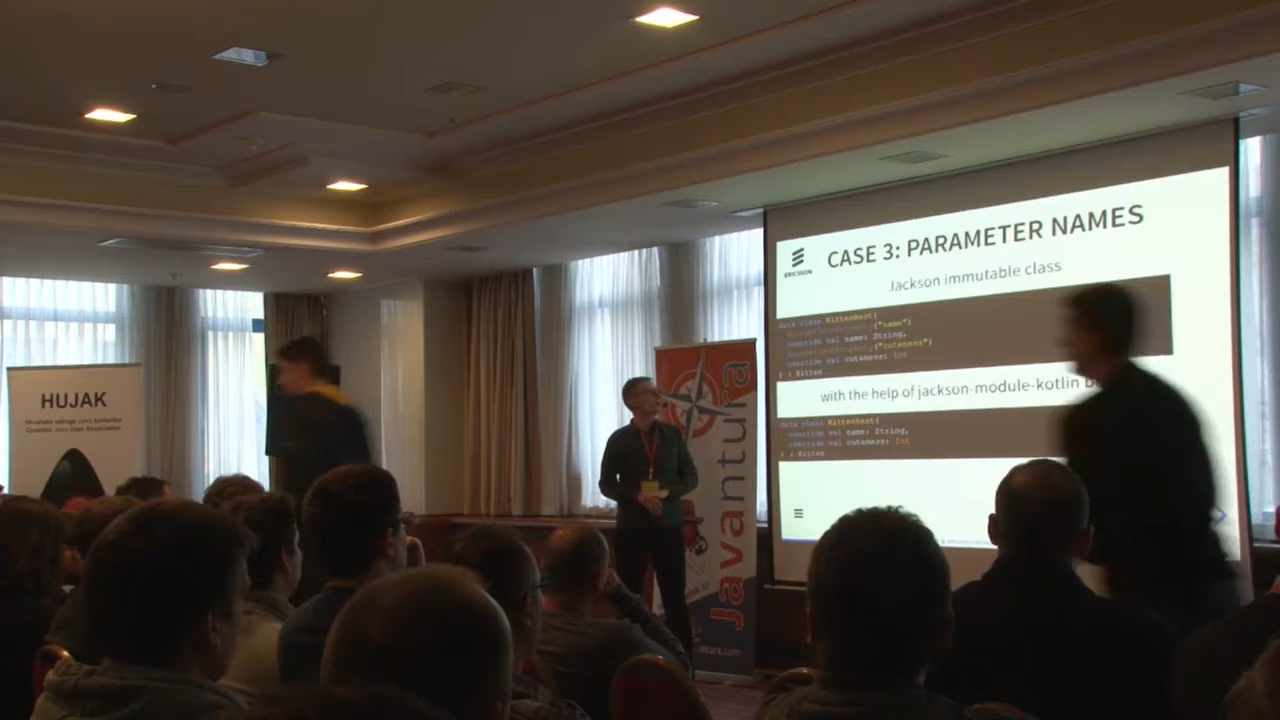 HUJAK
Hrvatska udruga Java korisnika
Croatian Java User Association
Javantura
ERICSSON
CASE 3: PARAMETER NAMES
Jackson immutable class
data class KittenRest(
("name")
override val name: String,
("cuteness")
override val cuteness: Int
) : Kitten
with the help of jackson-module-kotlin
data class KittenRest(
override val name: String,
override val cuteness: Int
) : Kitten